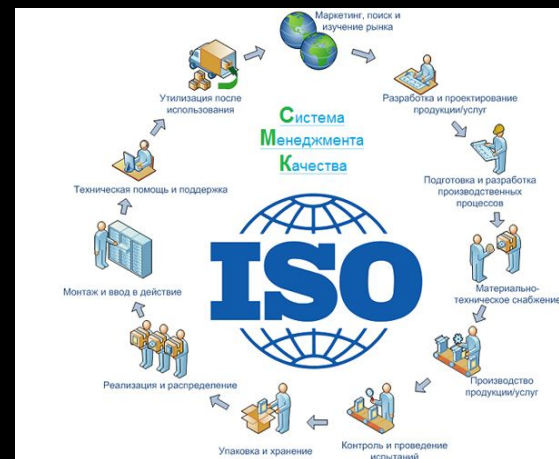 Маркетинг, поиск и
изучение рынка
Разработка и проектирование
продукции/услуг
Подготовка и разработка
производственных
процессов
Материально-
техническое снабжение
Производство
продукции/услуг
Контроль и проведение
испытаний
Упаковка и хранение
Реализация и распределение
Монтаж и ввод в действие
Техническая помощь и поддержка
Утилизация после
использования
Система
Менеджмента
Качества
ISO